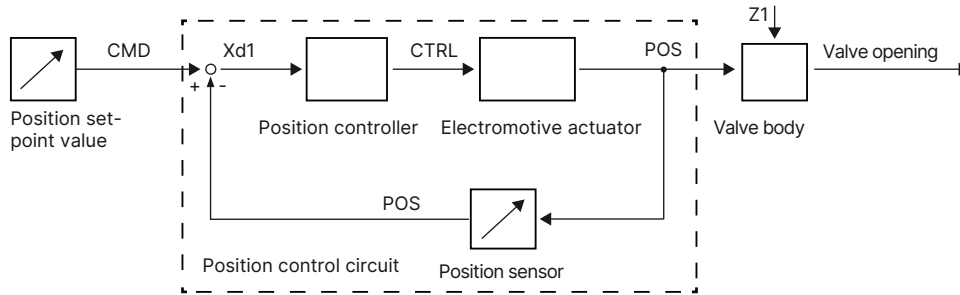 Z1
CMD
Xd1
CTRL
POS
Valve opening
+ -
Position set-
point value
Position controller
Electromotive actuator
Valve body
POS
Position control circuit
Position sensor